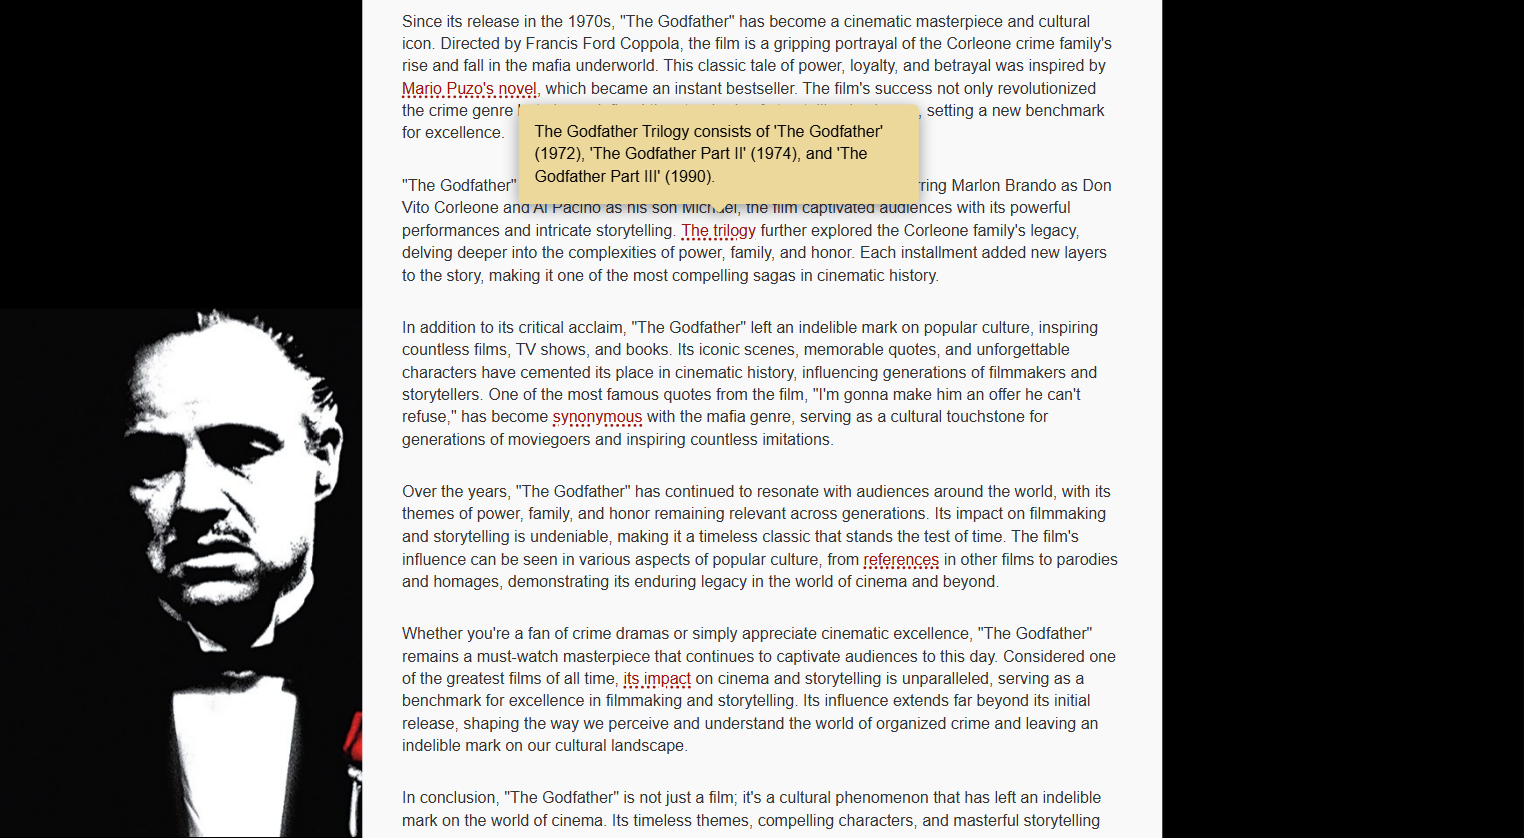 Since its release in the 1970s, "The Godfather" has become a cinematic masterpiece and cultural
icon. Directed by Francis Ford Coppola, the film is a gripping portrayal of the Corleone crime family's
rise and fall in the mafia underworld. This classic tale of power, loyalty, and betrayal was inspired by
Mario Puzo's novel, which became an instant bestseller. The film's success not only revolutionized
the crime genre , setting a new benchmark
for excellence.
The Godfather Trilogy consists of 'The Godfather'
(1972), 'The Godfather Part II' (1974), and 'The
Godfather Part III' (1990).
"The Godfather" Marlon Brando as Don
Vito Corleone and Al Pacino as his son Michael, the film captivated audiences with its powerful
performances and intricate storytelling. The trilogy further explored the Corleone family's legacy,
delving deeper into the complexities of power, family, and honor. Each installment added new layers
to the story, making it one of the most compelling sagas in cinematic history.
In addition to its critical acclaim, "The Godfather" left an indelible mark on popular culture, inspiring
countless films, TV shows, and books. Its iconic scenes, memorable quotes, and unforgettable
characters have cemented its place in cinematic history, influencing generations of filmmakers and
storytellers. One of the most famous quotes from the film, "I'm gonna make him an offer he can't
refuse," has become synonymous with the mafia genre, serving as a cultural touchstone for
generations of moviegoers and inspiring countless imitations.
Over the years, "The Godfather" has continued to resonate with audiences around the world, with its
themes of power, family, and honor remaining relevant across generations. Its impact on filmmaking
and storytelling is undeniable, making it a timeless classic that stands the test of time. The film's
influence can be seen in various aspects of popular culture, from references in other films to parodies
and homages, demonstrating its enduring legacy in the world of cinema and beyond.
Whether you're a fan of crime dramas or simply appreciate cinematic excellence, "The Godfather"
remains a must-watch masterpiece that continues to captivate audiences to this day. Considered one
of the greatest films of all time, its impact on cinema and storytelling is unparalleled, serving as a
benchmark for excellence in filmmaking and storytelling. Its influence extends far beyond its initial
release, shaping the way we perceive and understand the world of organized crime and leaving an
indelible mark on our cultural landscape.
In conclusion, "The Godfather" is not just a film; it's a cultural phenomenon that has left an indelible
mark on the world of cinema. Its timeless themes, compelling characters, and masterful storytelling